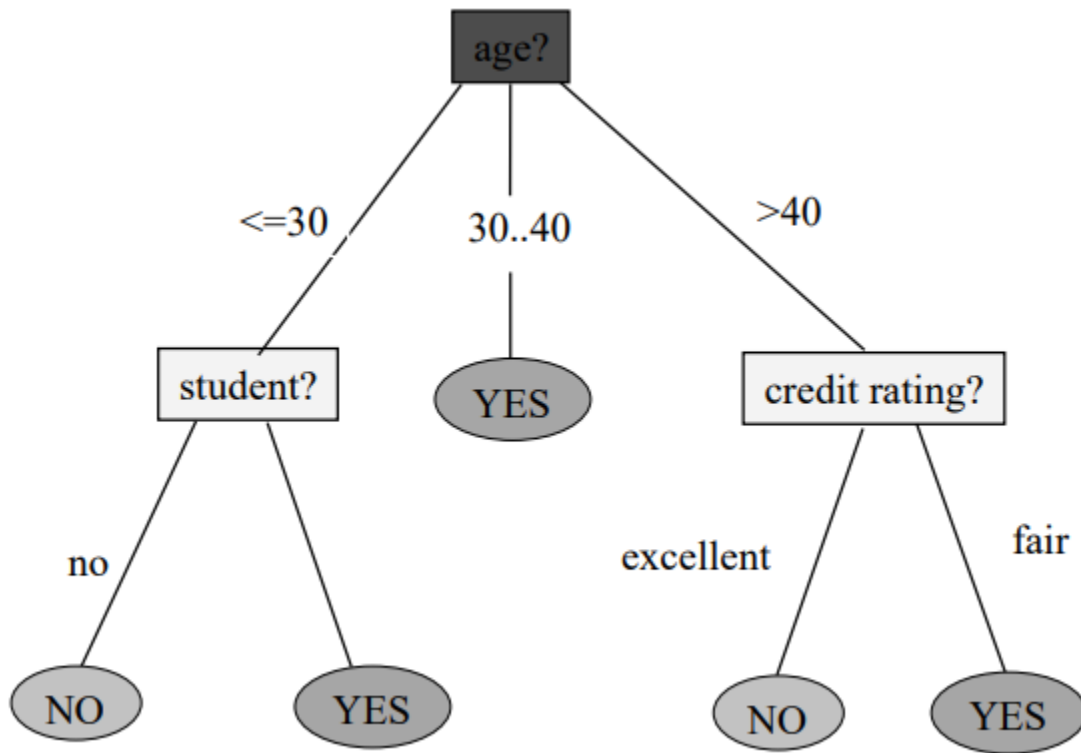 age?
<=30
30..40
>40
student?
YES
credit rating?
no
excellent
fair
NO
YES
NO
YES